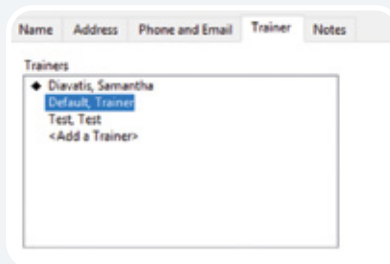 Name Address Phone and Email Trainer Notes
Trainers
Diavatis, Samantha
Default, Trainer
Test, Test
<Add a Trainer>